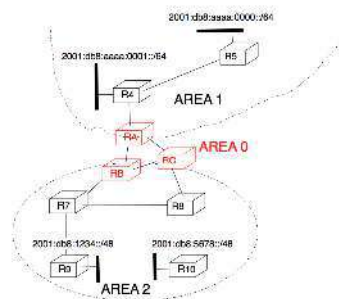 2001:db8:aaaa:0000::/64
2001:db8:aaaa:0001::/64
R5
R4
AREA 1
RA
AREA 0
RB
RC
R7
R8
2001:db8:1234::/48
2001:db8:5678::/48
R9
R10
AREA 2